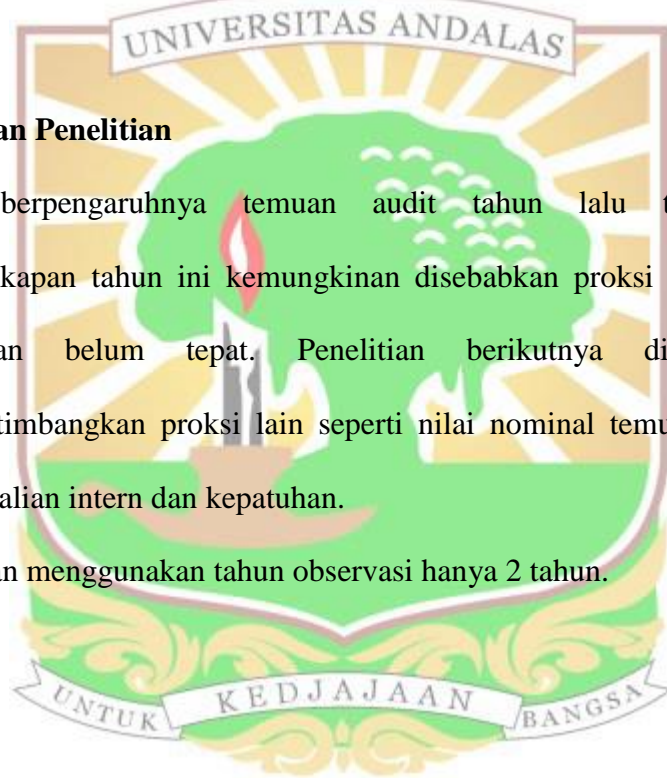 UNIVERSITAS ANDALAS
an Penelitian
berpengaruhnya temuan audit tahun lalu t
kapan tahun ini kemungkinan disebabkan proksi
an belum tepat. Penelitian berikutnya di
timbangkan proksi lain seperti nilai nominal temu
alian intern dan kepatuhan.
an menggunakan tahun observasi hanya 2 tahun.
UNTUK KEDJAJAAN BANGSA